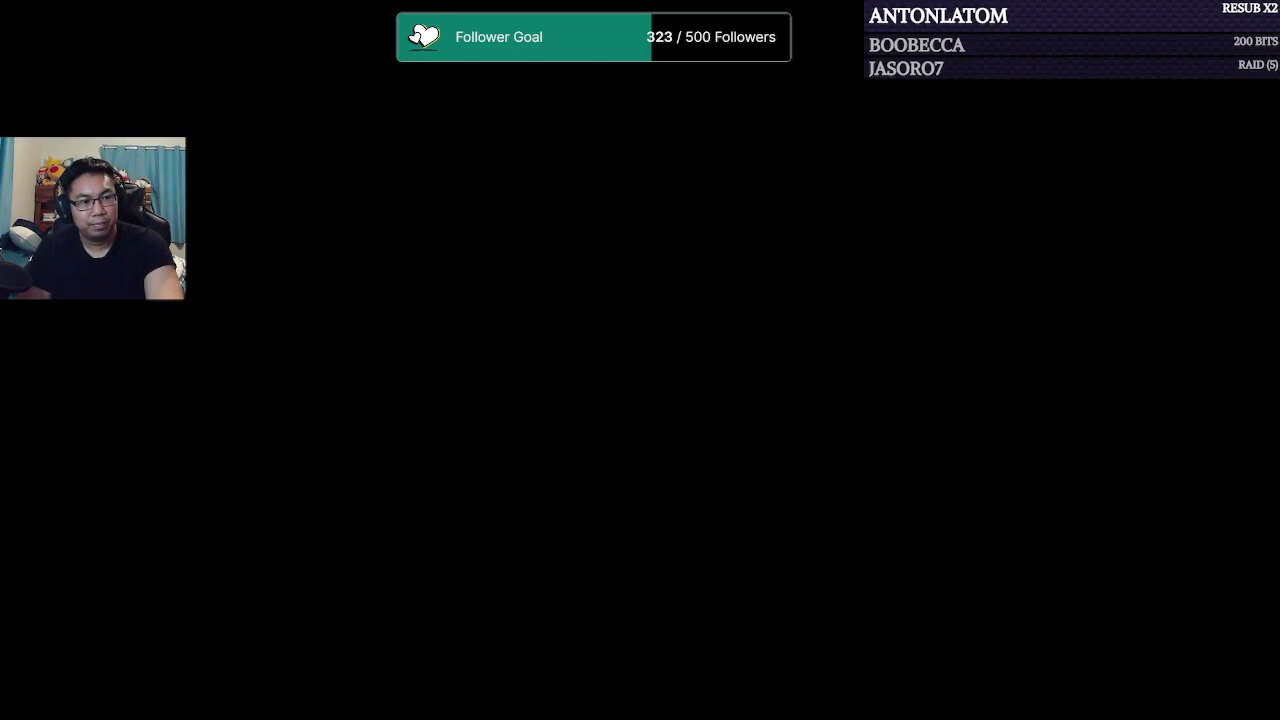 Follower Goal 323 / 500 Followers
ANTONLATOM RESUB X2
BOOBECCA 200 BITS
JASORO7 RAID (5)